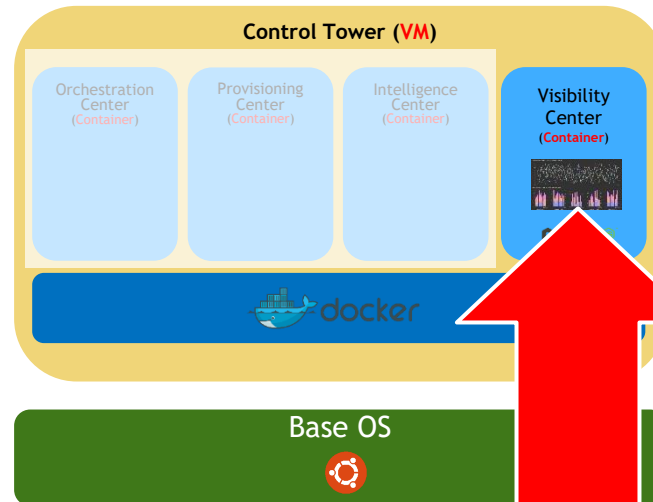 Control Tower (VM)
Orchestration
Center
(Container)
Provisioning
Center
(Container)
Intelligence
Center
(Container)
Visibility
Center
(Container)
docker
Base OS